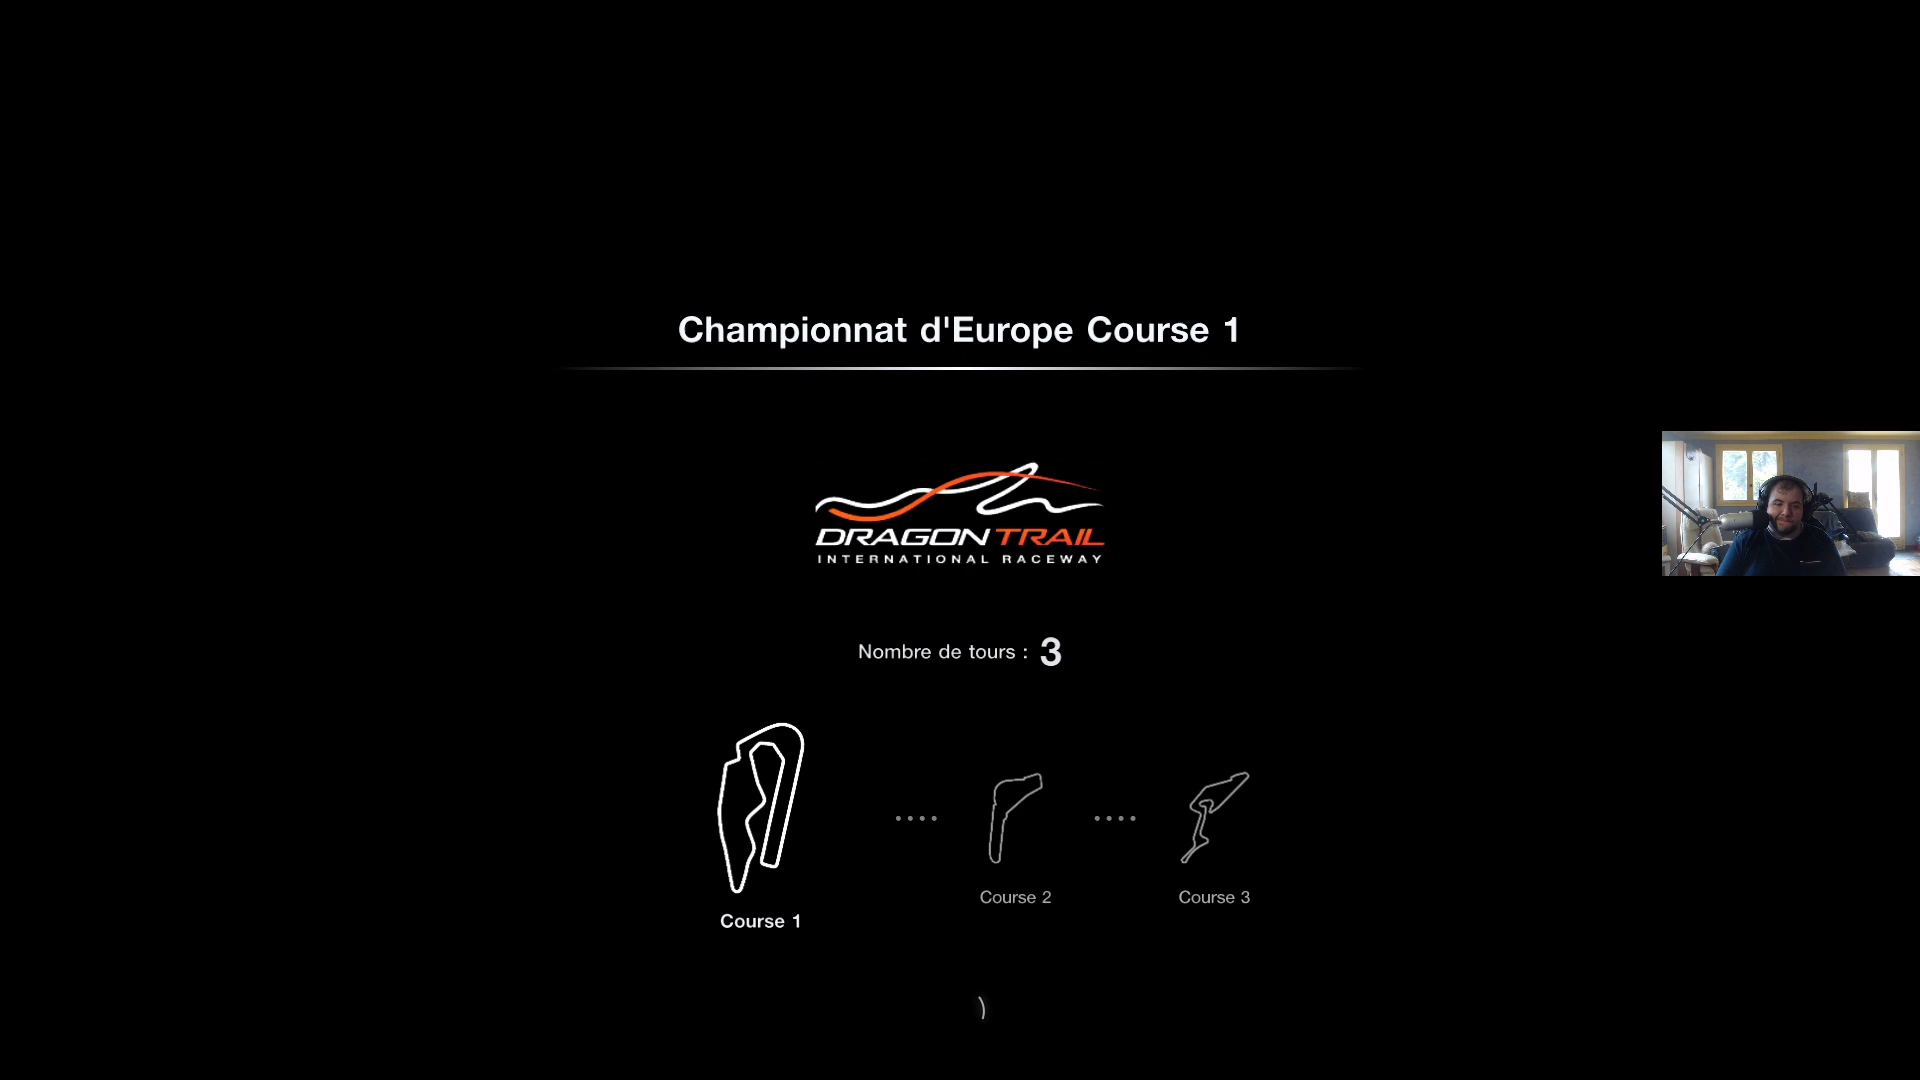 Championnat d'Europe Course 1
DRAGON TRAIL
INTERNATIONAL RACEWAY
Nombre de tours : 3
Course 1
Course 2
Course 3